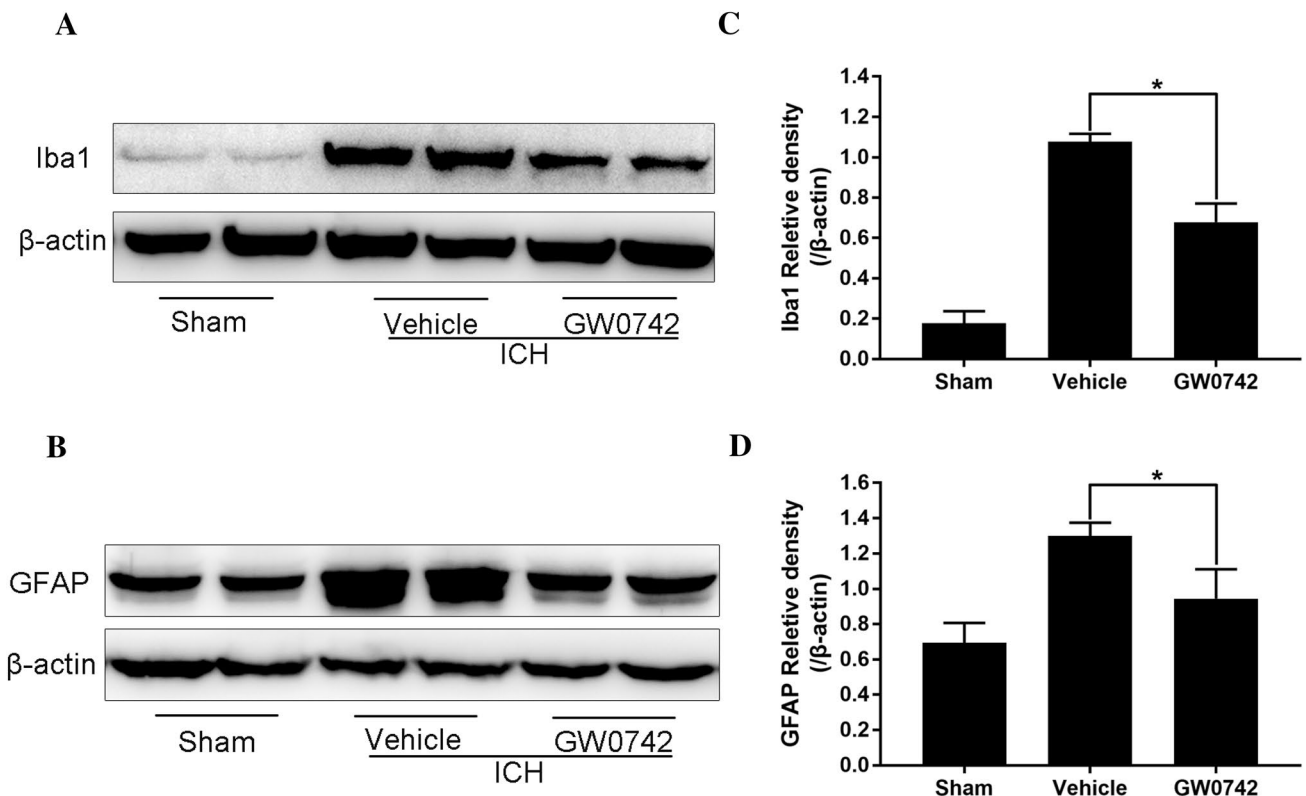 A
Iba1
β-actin
Sham
Vehicle
GW0742
ICH
C
Iba1 Reletive density
(/β-actin)
1.4
1.2
1.0
0.8
0.6
0.4
0.2
0.0
*
Sham
Vehicle
GW0742
B
GFAP
β-actin
Sham
Vehicle
GW0742
ICH
D
GFAP Reletive density
(/β-actin)
1.6
1.4
1.2
1.0
0.8
0.6
0.4
0.2
0.0
*
Sham
Vehicle
GW0742